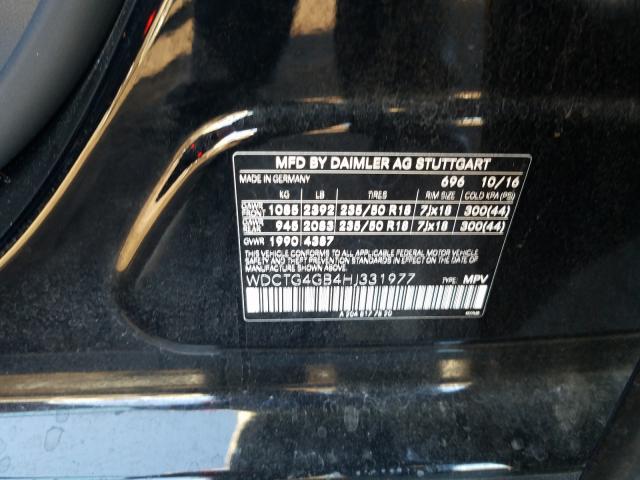 MFD BY DAIMLER AG STUTTGART
MADE IN GERMANY 696 10/16
KG LB TIRES RIM SIZE COLD KPA (PSI)
GAWR FRONT 1085 2392 235/50 R18 7Jx18 300(44)
GAWR REAR 945 2083 235/50 R18 7Jx18 300(44)
GVWR 1990 4387
THIS VEHICLE CONFORMS TO ALL APPLICABLE FEDERAL MOTOR VEHICLE
SAFETY, BUMPER AND THEFT PREVENTION STANDARDS IN EFFECT ON THE DATE OF
MANUFACTURE SHOWN ABOVE
WDCTG4GB4HJ331977 TYPE: MPV